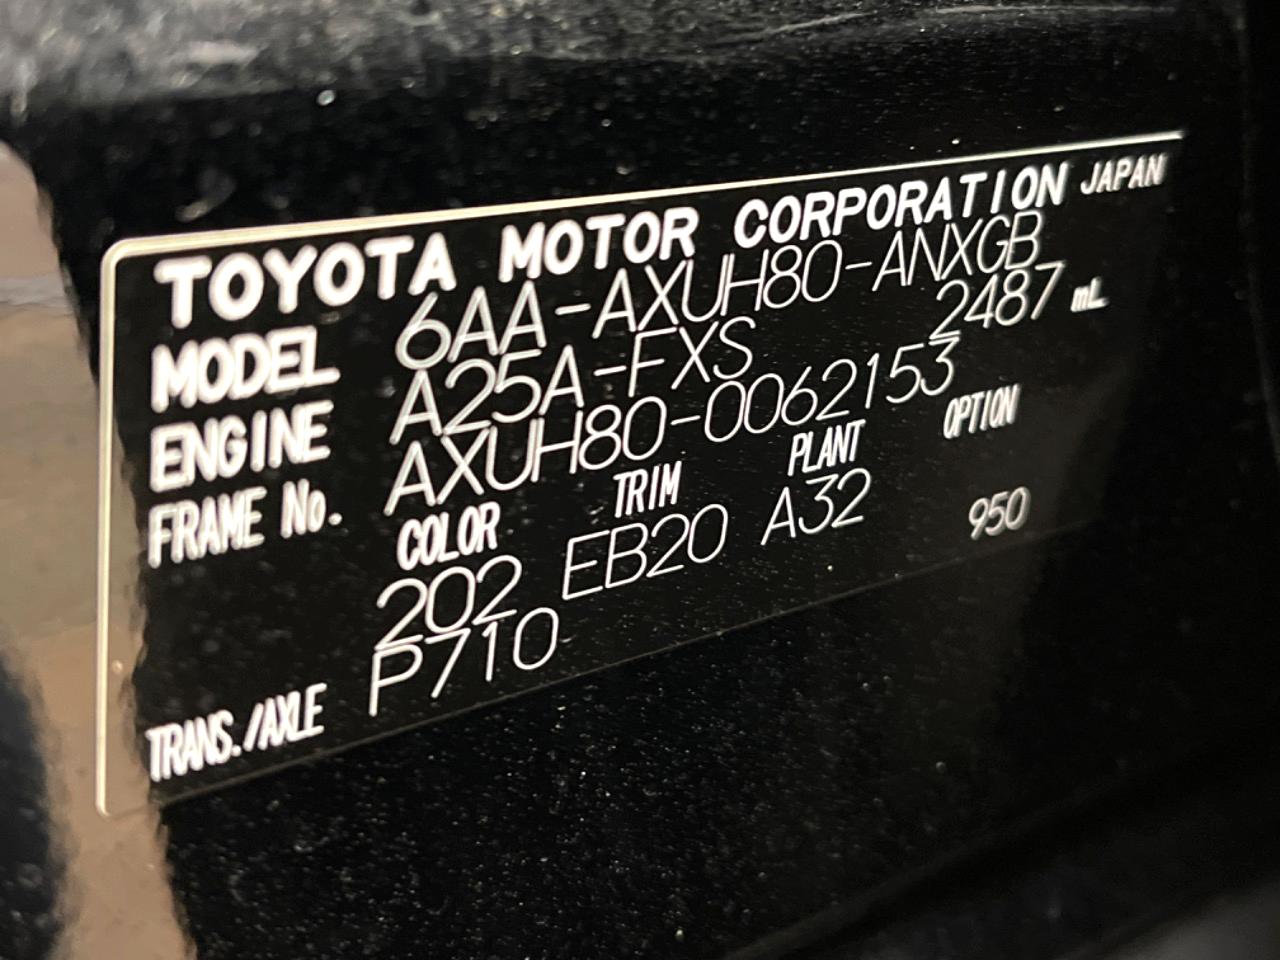 TOYOTA MOTOR CORPORATION JAPAN
MODEL 6AA-AXUH80-ANXGB
ENGINE A25A-FXS 2487 mL
FRAME No. AXUH80-0062153
COLOR TRIM PLANT OPTION
202 EB20 A32 950
TRANS./AXLE P710